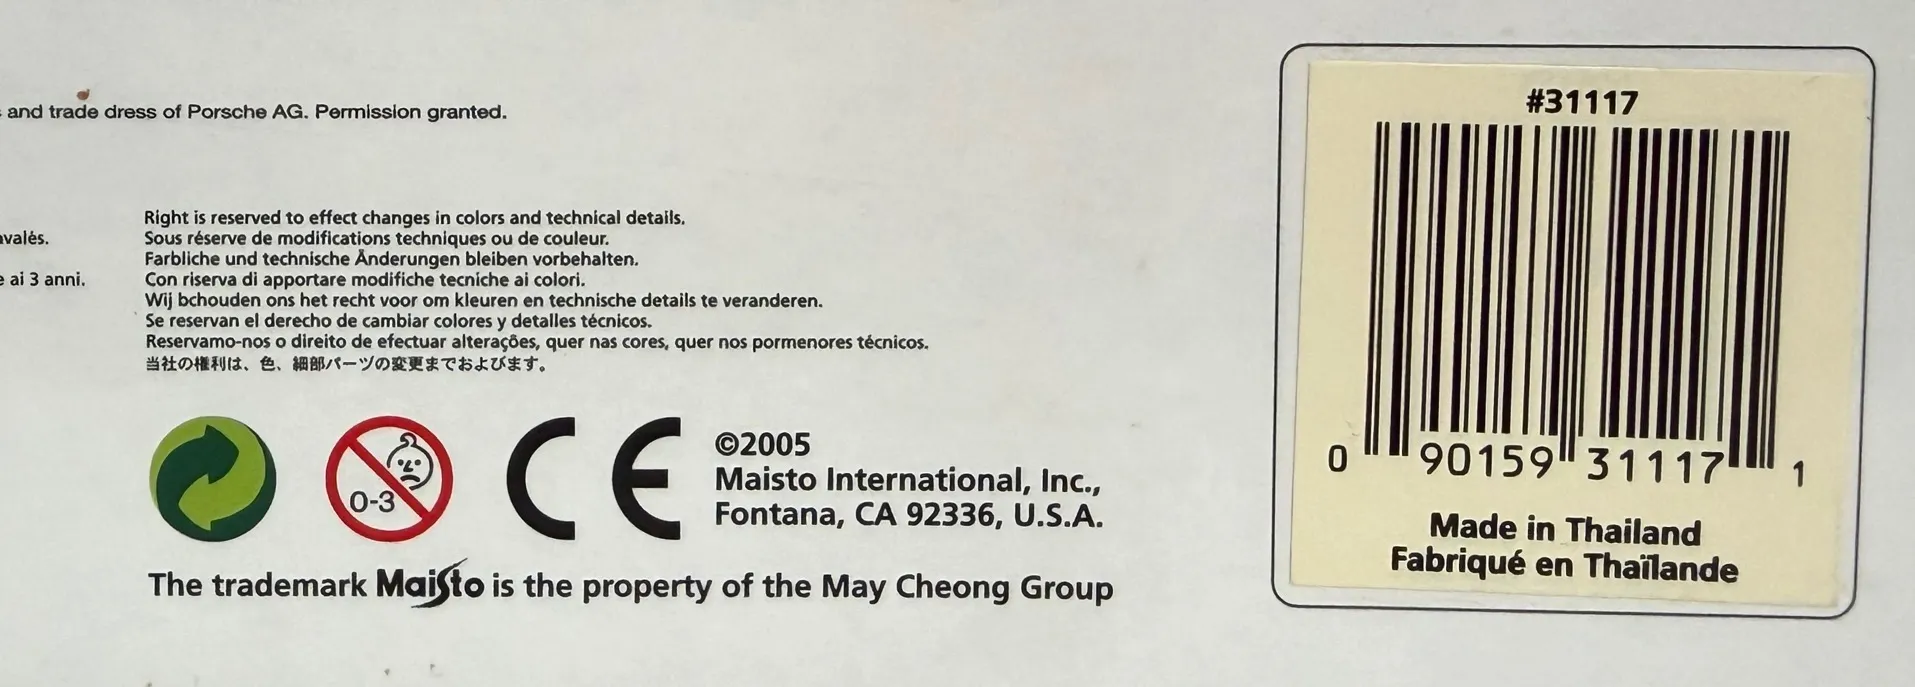 and trade dress of Porsche AG. Permission granted.
avalés.
e ai 3 anni.
Right is reserved to effect changes in colors and technical details.
Sous réserve de modifications techniques ou de couleur.
Farbliche und technische Änderungen bleiben vorbehalten.
Con riserva di apportare modifiche tecniche ai colori.
Wij bchouden ons het recht voor om kleuren en technische details te veranderen.
Se reservan el derecho de cambiar colores y detalles técnicos.
Reservamo-nos o direito de efectuar alterações, quer nas cores, quer nos pormenores técnicos.
当社の権利は、色、細部パーツの変更までおよびます。
0-3
CE
©2005
Maisto International, Inc.,
Fontana, CA 92336, U.S.A.
The trademark Maisto is the property of the May Cheong Group
#31117
0 90159 31117 1
Made in Thailand
Fabriqué en Thaïlande